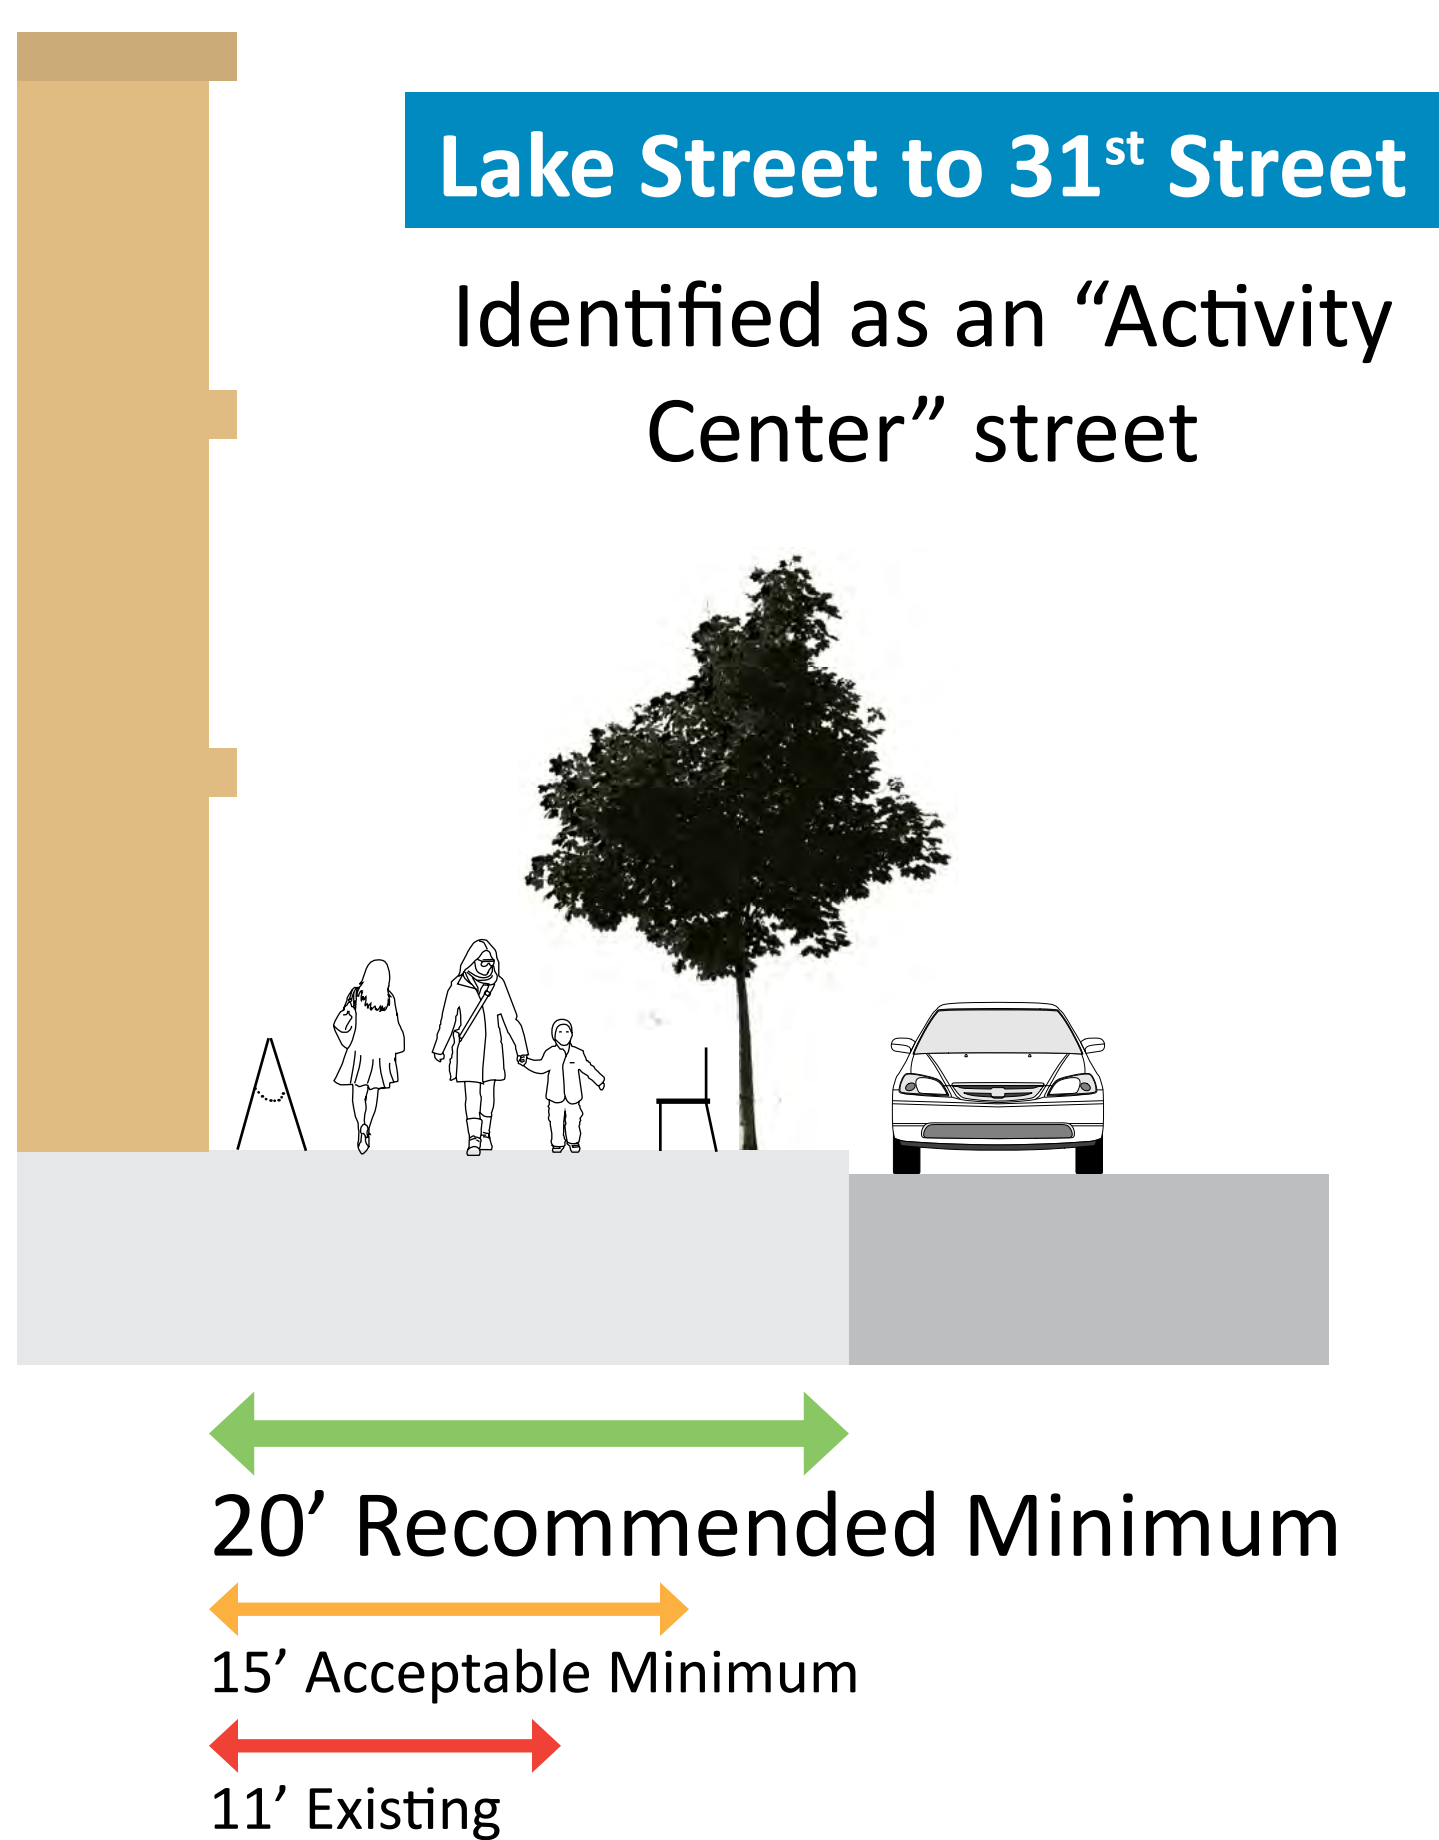 Lake Street to 31st Street
Identified as an “Activity
Center” street
20’ Recommended Minimum
15’ Acceptable Minimum
11’ Existing